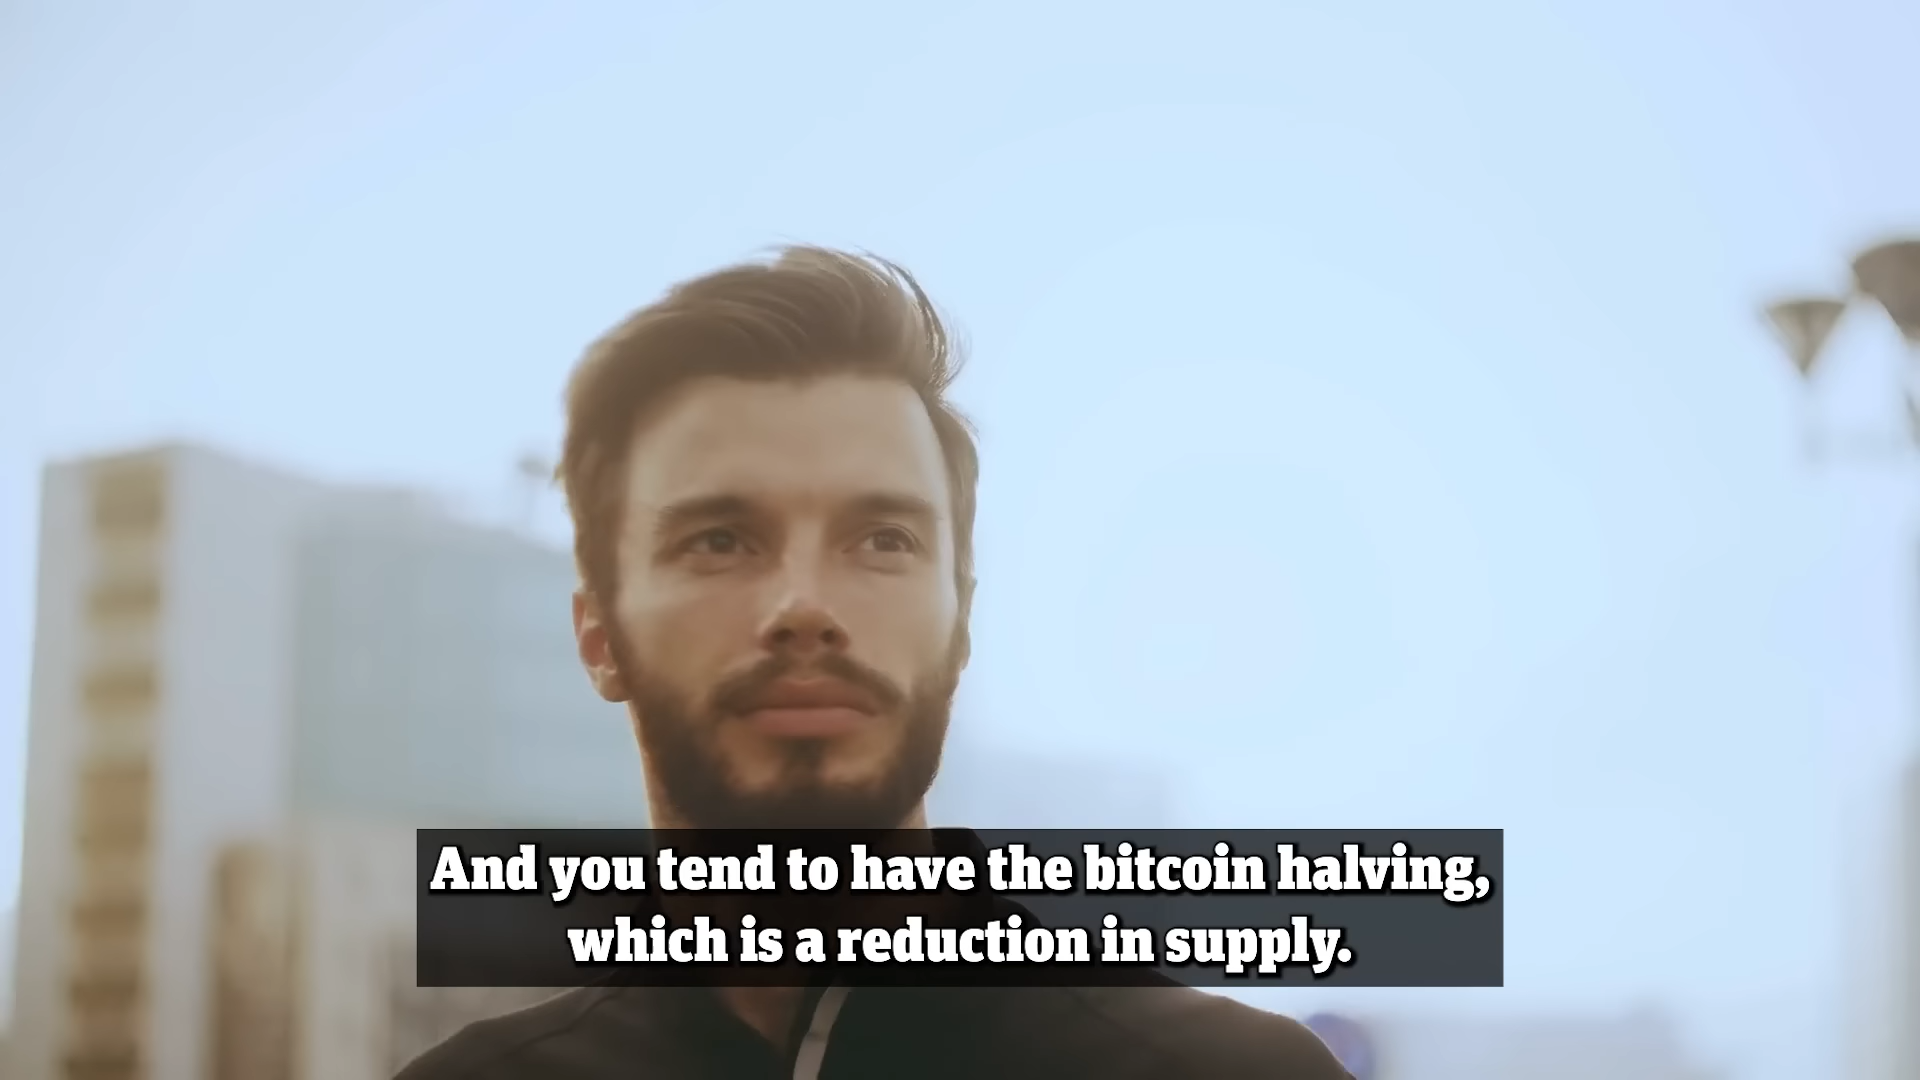 And you tend to have the bitcoin halving,
which is a reduction in supply.